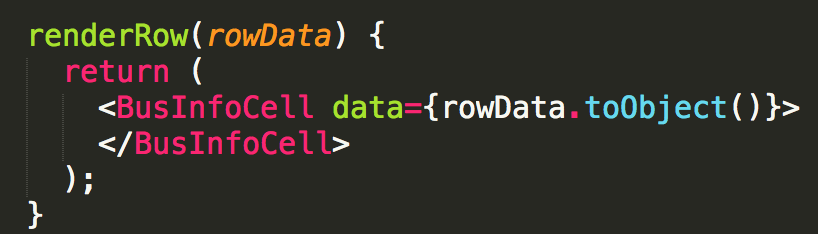 renderRow(rowData) {
return (
<BusInfoCell data={rowData.toObject()}>
</BusInfoCell>
);
}